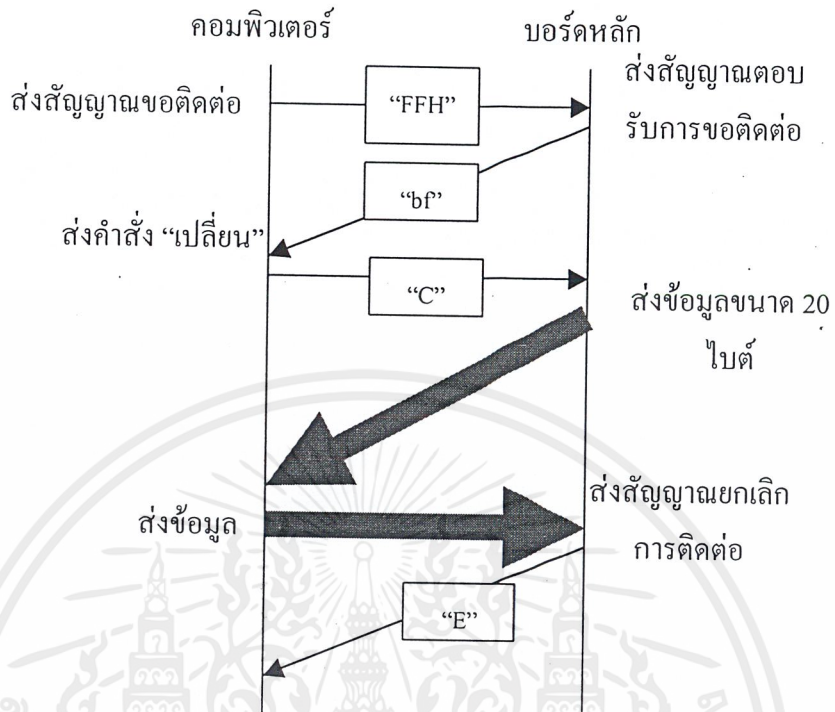 คอมพิวเตอร์
บอร์ดหลัก
ส่งสัญญาณขอติดต่อ
“FFH”
ส่งสัญญาณตอบ
รับการขอติดต่อ
“bf”
ส่งคำสั่ง “เปลี่ยน”
“C”
ส่งข้อมูลขนาด 20
ไบต์
ส่งข้อมูล
ส่งสัญญาณยกเลิก
การติดต่อ
“E”